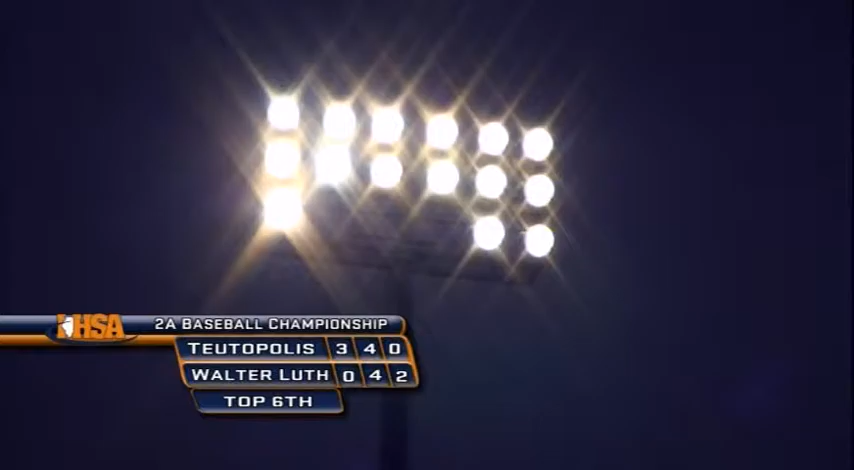 IHSA
2A BASEBALL CHAMPIONSHIP
TEUTOPOLIS 3 4 0
WALTER LUTH 0 4 2
TOP 6TH